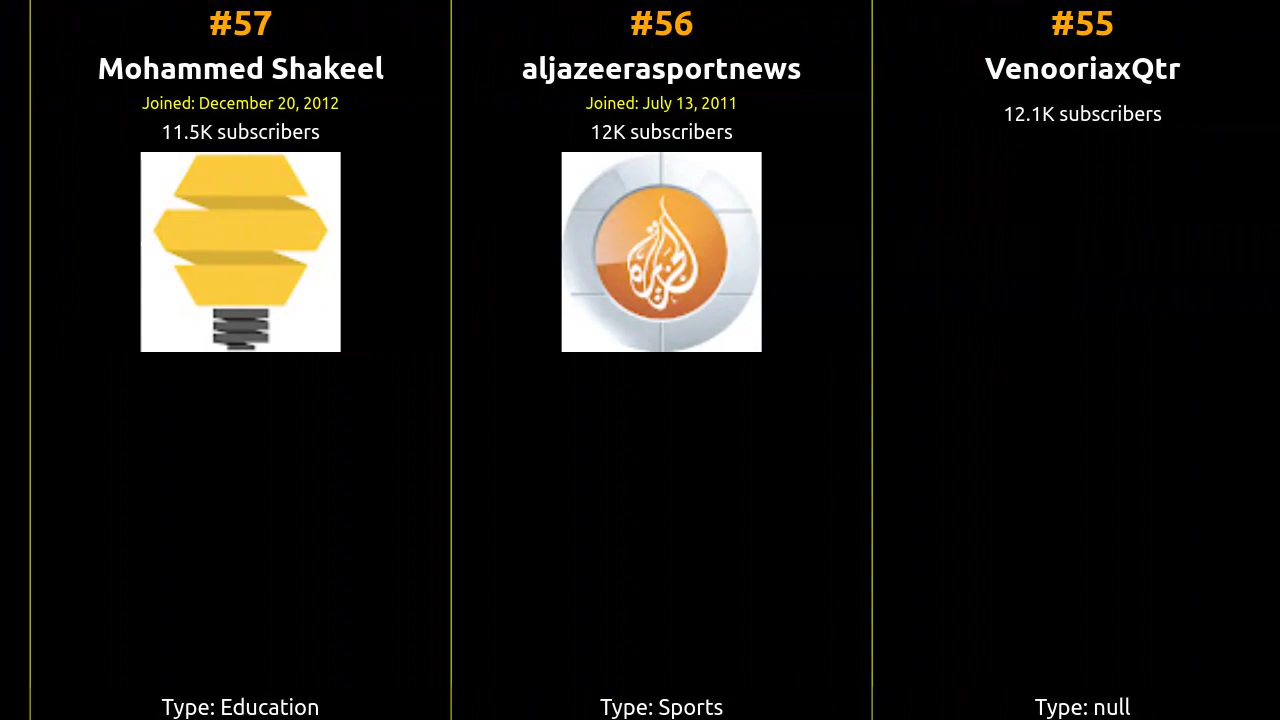 #57
Mohammed Shakeel
Joined: December 20, 2012
11.5K subscribers
Type: Education
#56
aljazeerasportnews
Joined: July 13, 2011
12K subscribers
الجزيرة
Type: Sports
#55
VenooriaxQtr
12.1K subscribers
Type: null